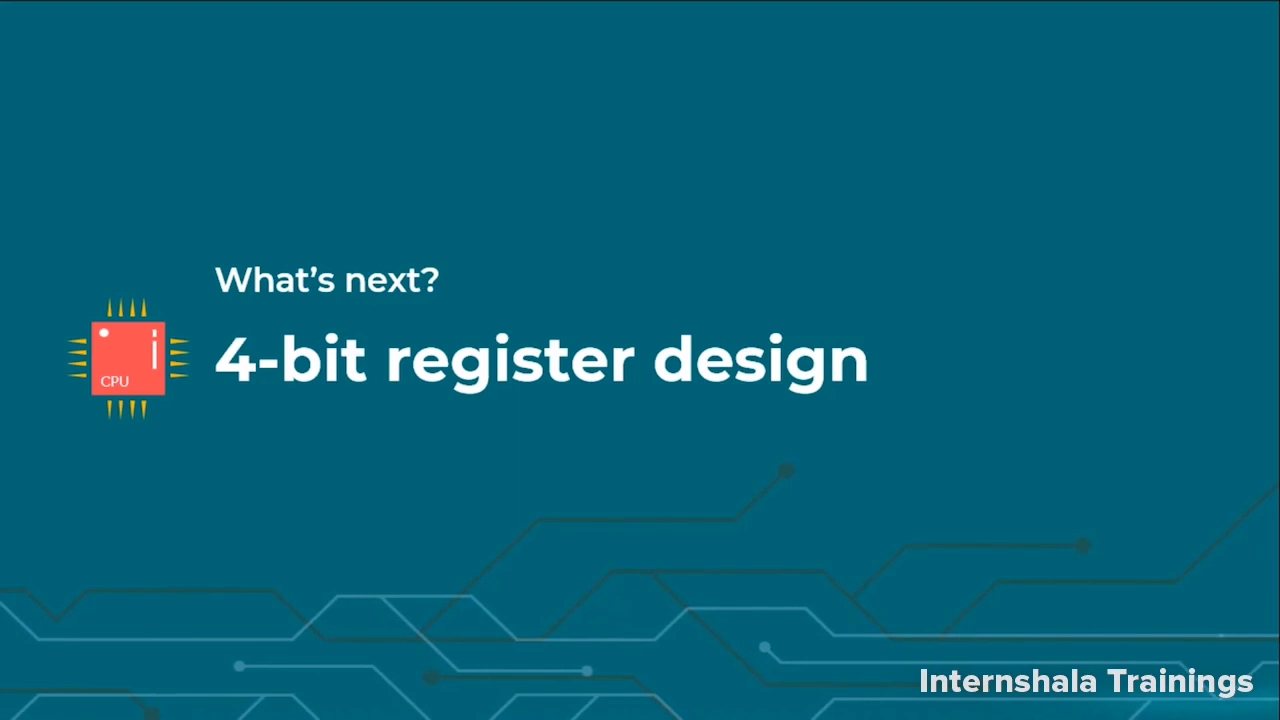 What's next?
4-bit register design
i
CPU
Internshala Trainings